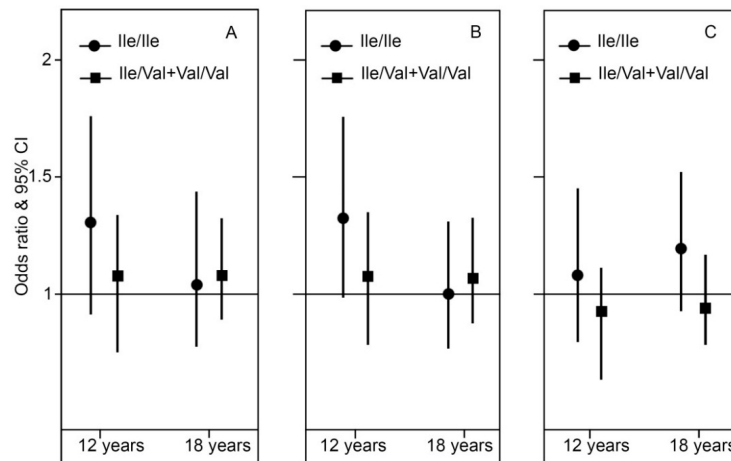 A
Ile/Ile
Ile/Val+Val/Val
B
Ile/Ile
Ile/Val+Val/Val
C
Ile/Ile
Ile/Val+Val/Val
Odds ratio & 95% CI
2
1.5
1
12 years
18 years
12 years
18 years
12 years
18 years